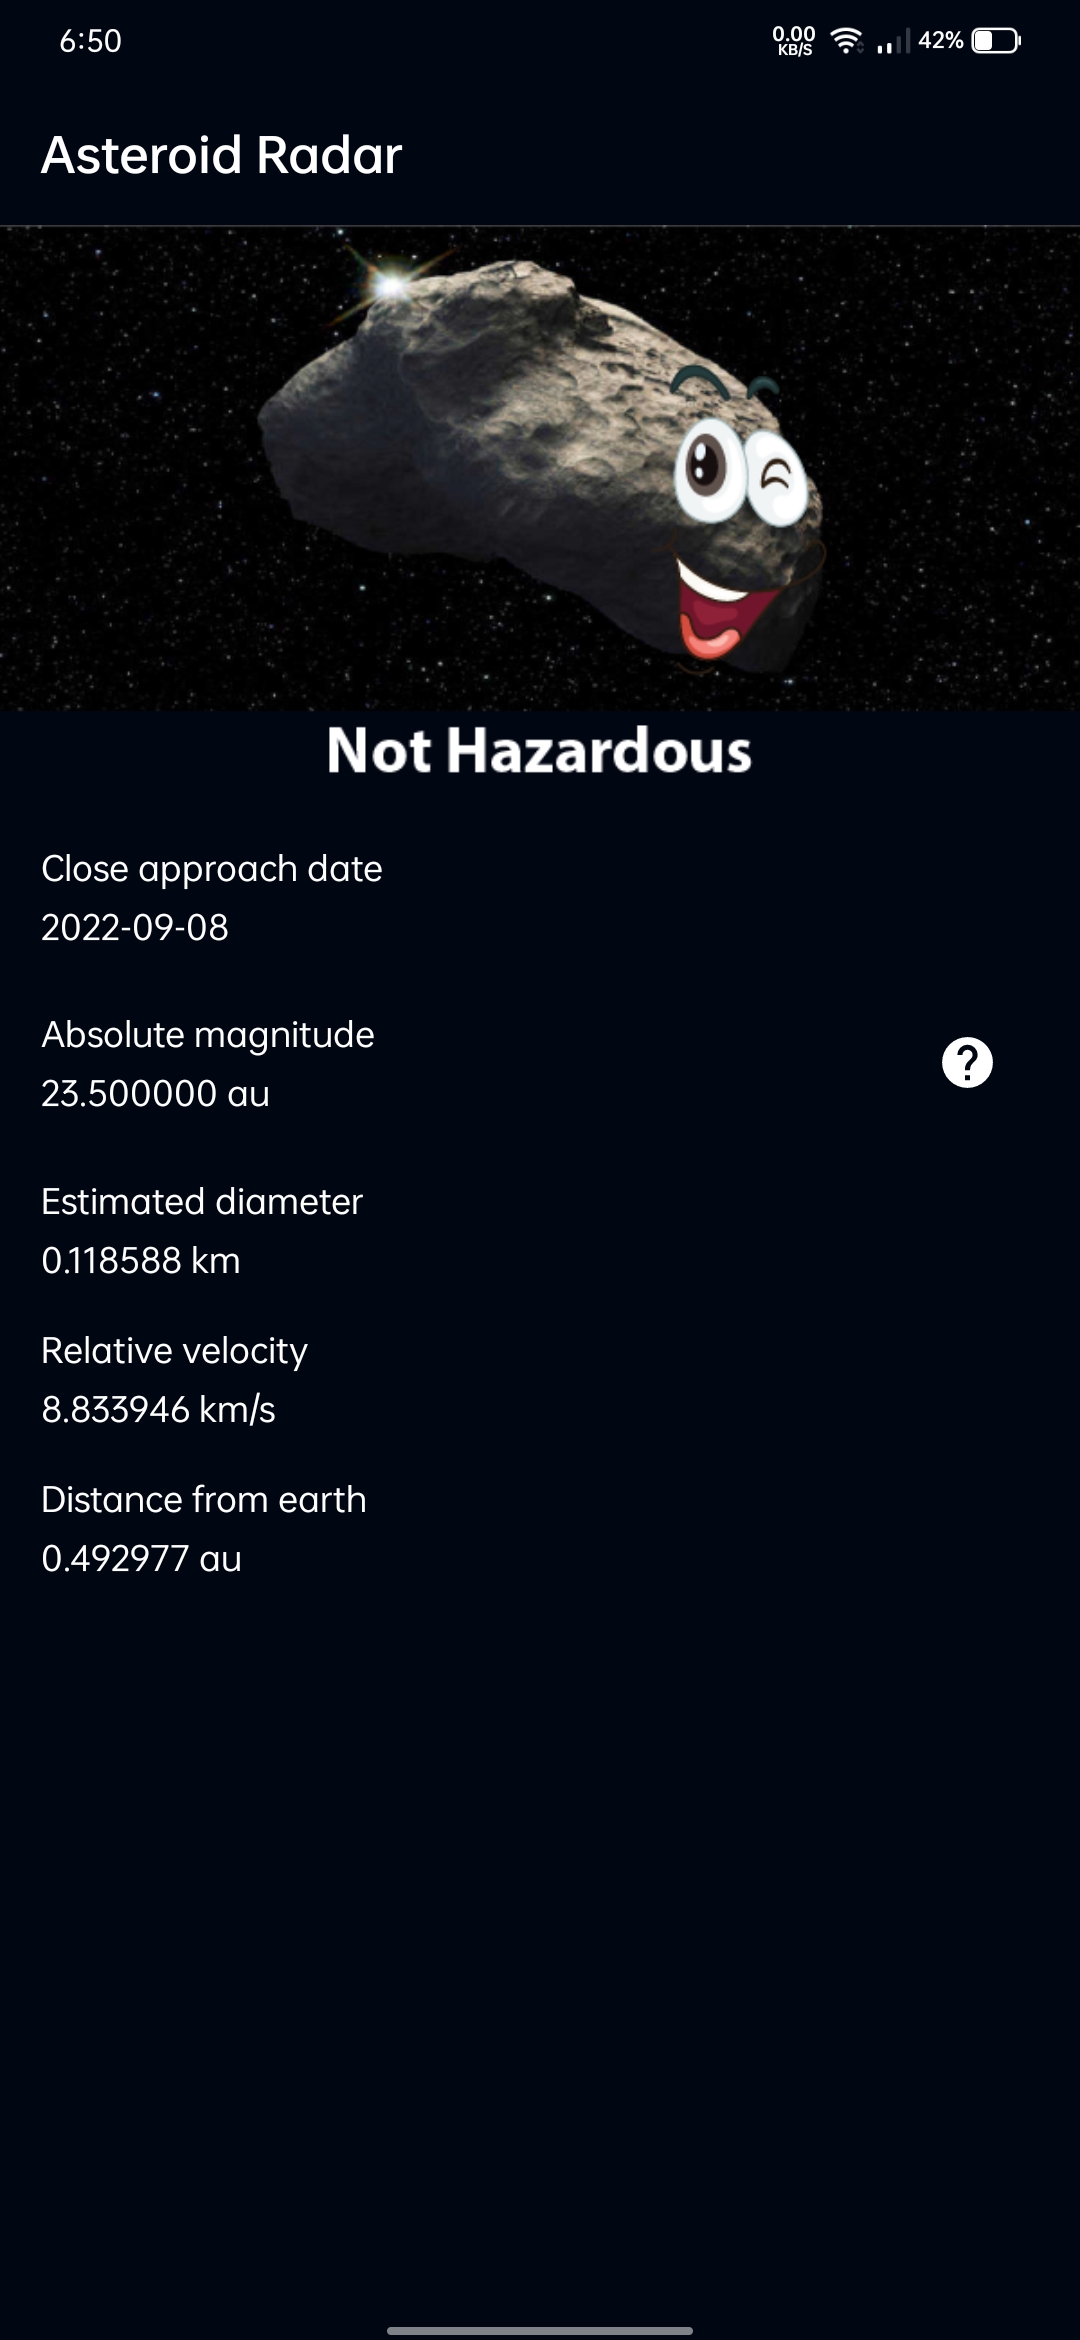 6:50
0.00
KB/S
42%
Asteroid Radar
Not Hazardous
Close approach date
2022-09-08
Absolute magnitude
23.500000 au
?
Estimated diameter
0.118588 km
Relative velocity
8.833946 km/s
Distance from earth
0.492977 au